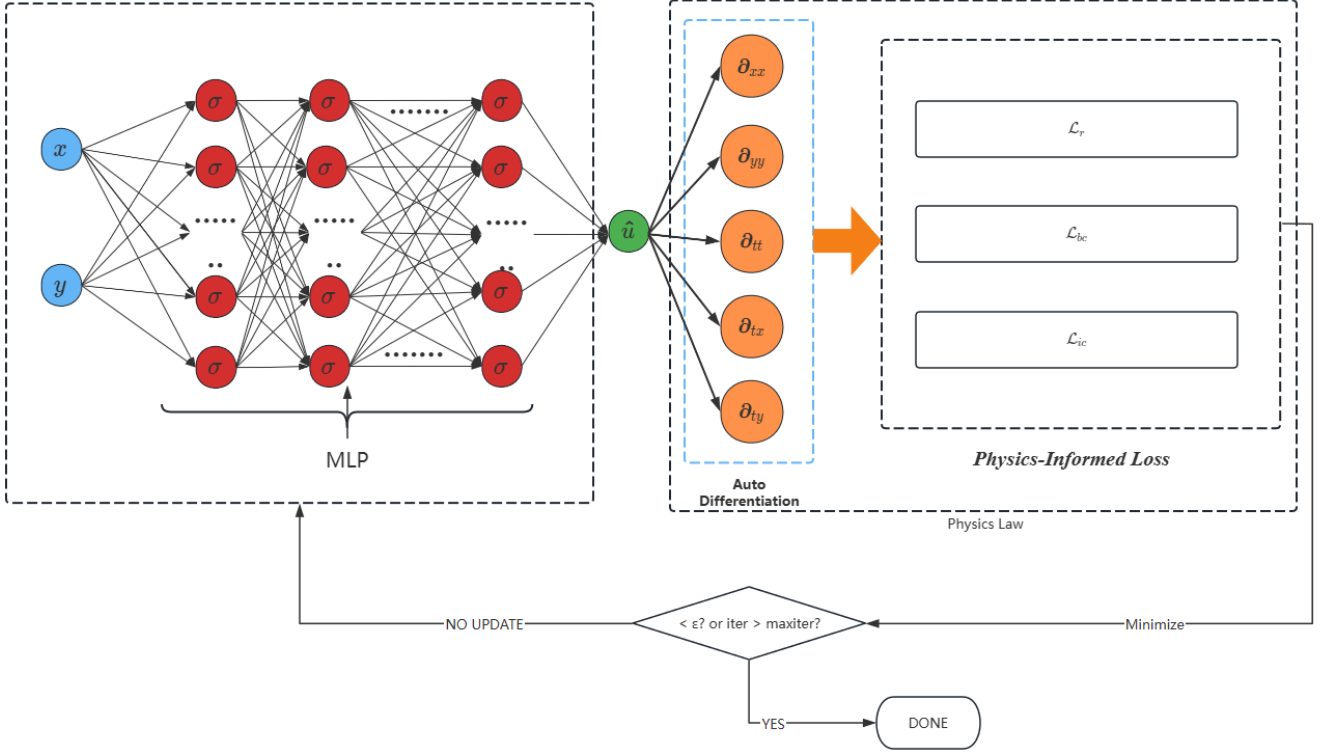 x
y
σ σ ....... σ
σ σ σ
..... ..... .....
.. .. ..
σ σ σ
σ σ ....... σ
MLP
û
∂xx
∂yy
∂tt
∂tx
∂ty
Auto
Differentiation
ℒr
ℒbc
ℒic
Physics-Informed Loss
Physics Law
NO UPDATE
< ε? or iter > maxiter?
Minimize
YES
DONE